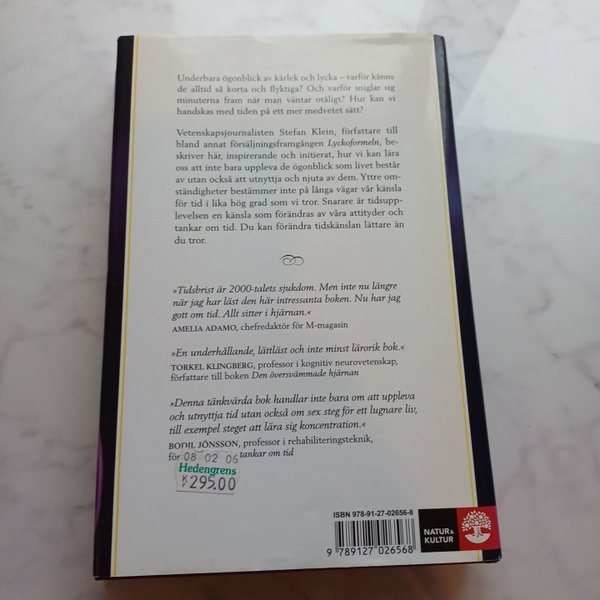 Underbara ögonblick av kärlek och lycka – varför känns
de alltid så korta och flyktiga? Och varför sniglar sig
minuterna fram när man väntar otåligt? Hur kan vi
handskas med tiden på ett mer medvetet sätt?
Vetenskapsjournalisten Stefan Klein, författare till
bland annat försäljningsframgången Lyckoformeln, be-
skriver här, inspirerande och initierat, hur vi kan lära
oss att inte bara uppleva de ögonblick som livet består
av utan också att utnyttja och njuta av dem. Yttre om-
ständigheter bestämmer inte på långa vägar vår känsla
för tid i lika hög grad som vi tror. Snarare är tidsupp-
levelsen en känsla som förändras av våra attityder och
tankar om tid. Du kan förändra tidskänslan lättare än
du tror.
»Tidsbrist är 2000-talets sjukdom. Men inte nu längre
när jag har läst den här intressanta boken. Nu har jag
gott om tid. Allt sitter i hjärnan.«
AMELIA ADAMO, chefredaktör för M-magasin
»En underhållande, lättläst och inte minst lärorik bok.«
TORKEL KLINGBERG, professor i kognitiv neurovetenskap,
författare till boken Den översvämmade hjärnan
»Denna tänkvärda bok handlar inte bara om att uppleva
och utnyttja tid utan också om sex steg för ett lugnare liv,
till exempel steget att lära sig koncentration.«
BODIL JÖNSSON, professor i rehabiliteringsteknik,
för tankar om tid
08 02 06
Hedengrens
KP 295.00
ISBN 978-91-27-02656-8
9 789127 026568
NATUR &
KULTUR